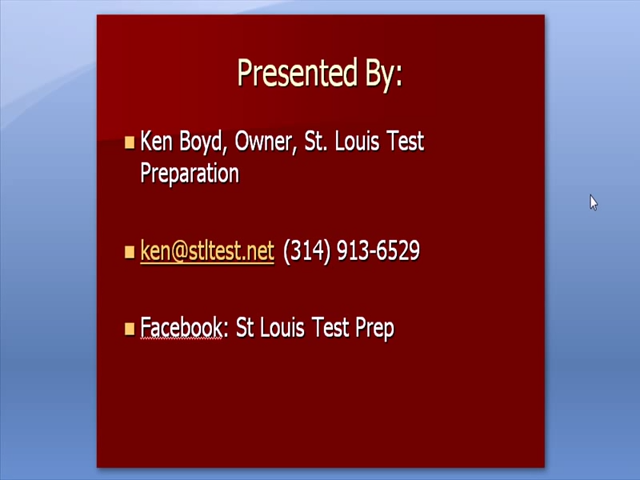 Presented By:
Ken Boyd, Owner, St. Louis Test
Preparation
ken@stltest.net (314) 913-6529
Facebook: St Louis Test Prep